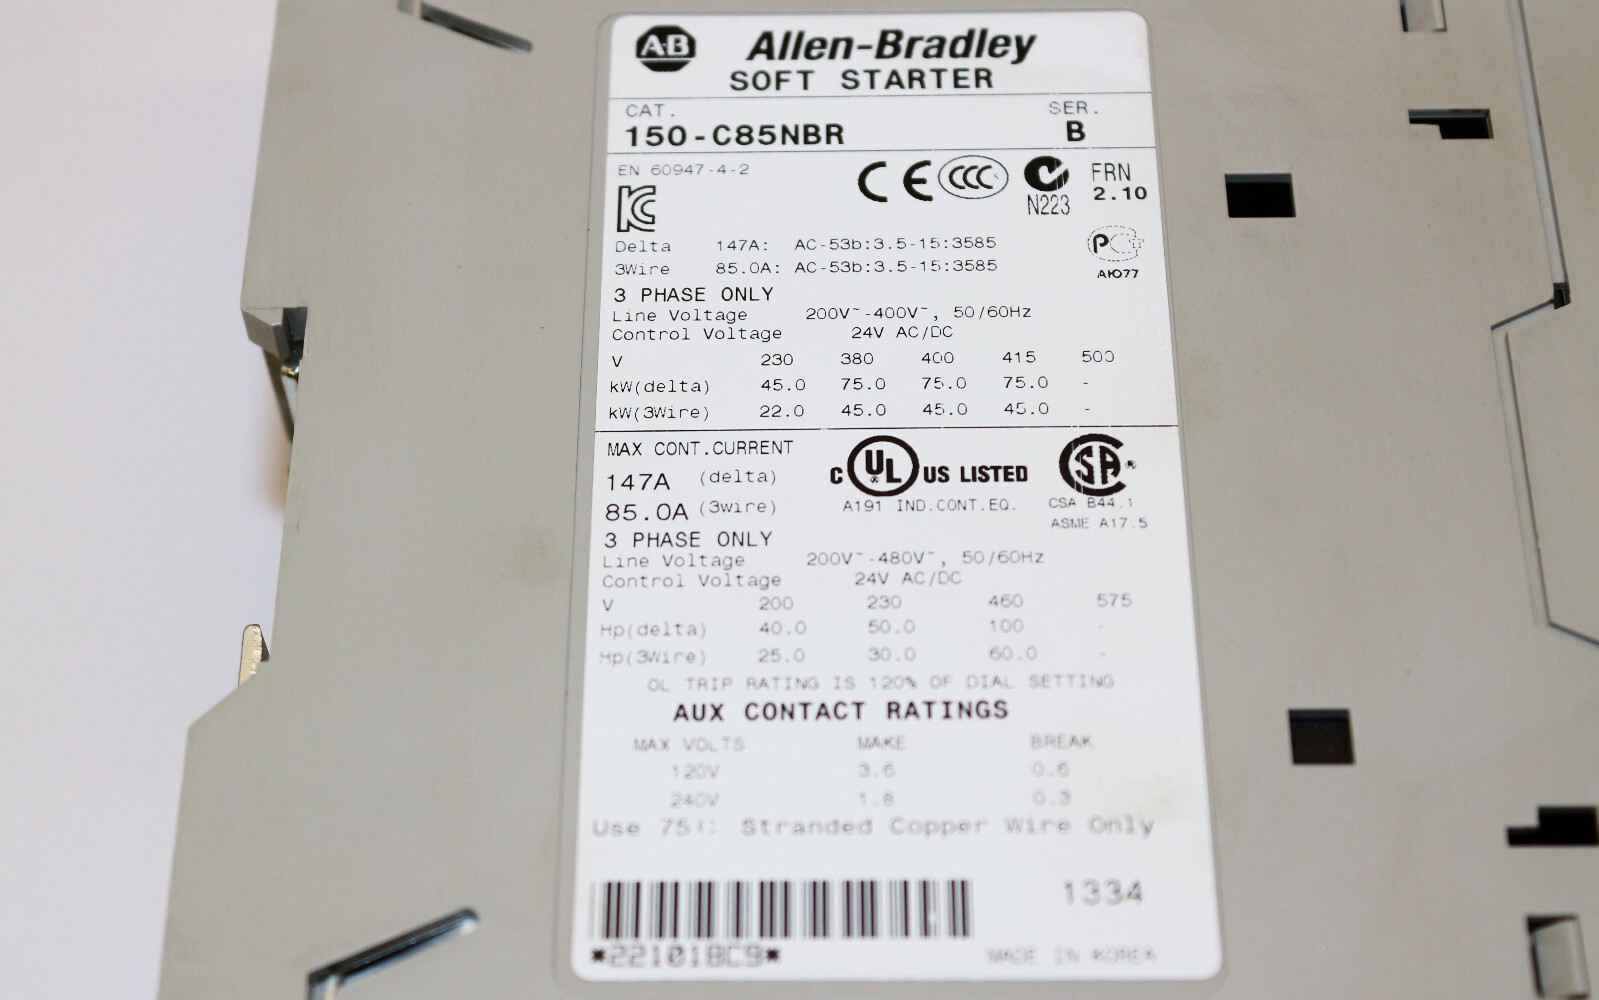 A-B Allen-Bradley
SOFT STARTER
CAT. SER.
150-C85NBR B
EN 60947-4-2 CE CCC S N223 FRN 2.10
KC
Delta 147A: AC-53b:3.5-15:3585
3Wire 85.0A: AC-53b:3.5-15:3585
PC AЮ77
3 PHASE ONLY
Line Voltage 200V~-400V~, 50/60Hz
Control Voltage 24V AC/DC
V 230 380 400 415 500
kW(delta) 45.0 75.0 75.0 75.0 -
kW(3Wire) 22.0 45.0 45.0 45.0 -
MAX CONT.CURRENT
147A (delta) C UL ® US LISTED SA ®
85.0A (3wire) A191 IND.CONT.EQ. CSA B44.1
ASME A17.5
3 PHASE ONLY
Line Voltage 200V~-480V~, 50/60Hz
Control Voltage 24V AC/DC
V 200 230 460 575
Hp(delta) 40.0 50.0 100 -
Hp(3Wire) 25.0 30.0 60.0 -
OL TRIP RATING IS 120% OF DIAL SETTING
AUX CONTACT RATINGS
MAX VOLTS MAKE BREAK
120V 3.6 0.6
240V 1.8 0.3
Use 75C Stranded Copper Wire Only
1334
*221018C9* MADE IN KOREA